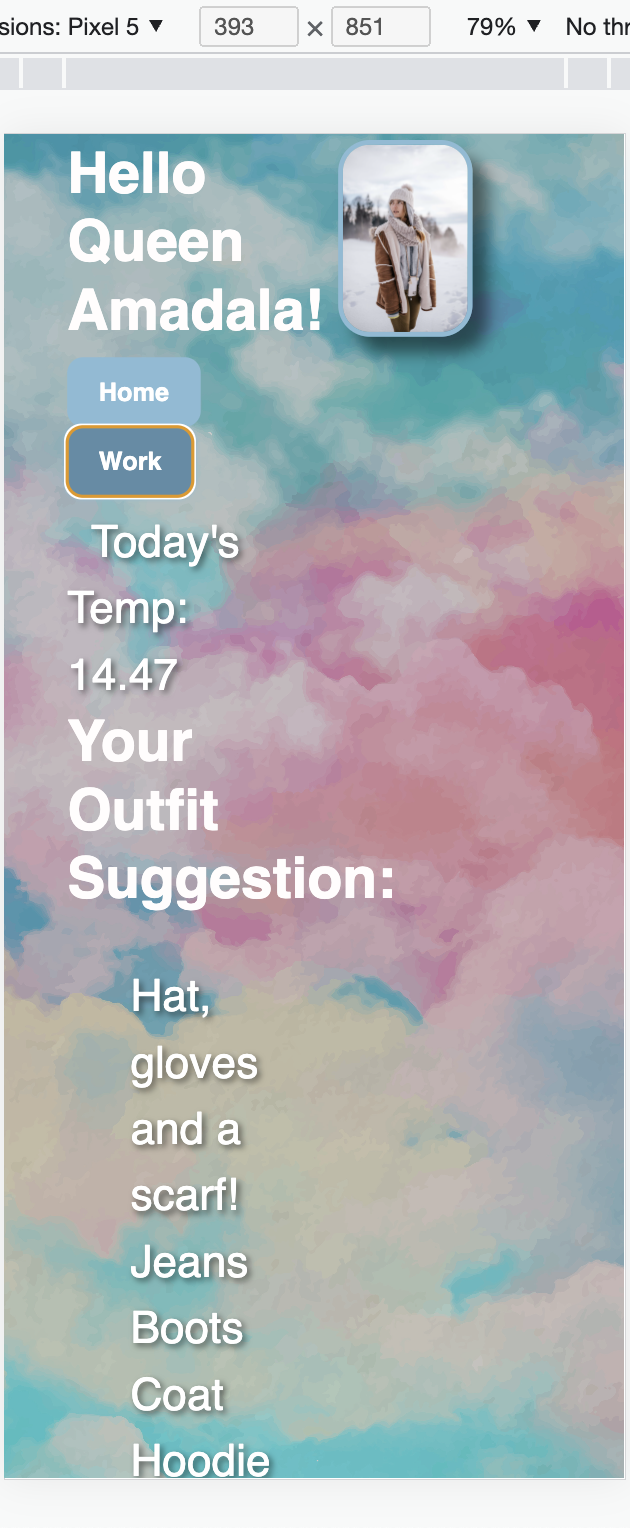 sions: Pixel 5 ▼ 393 × 851 79% ▼ No thr
Hello
Queen
Amadala!
Home
Work
Today's
Temp:
14.47
Your
Outfit
Suggestion:
Hat,
gloves
and a
scarf!
Jeans
Boots
Coat
Hoodie